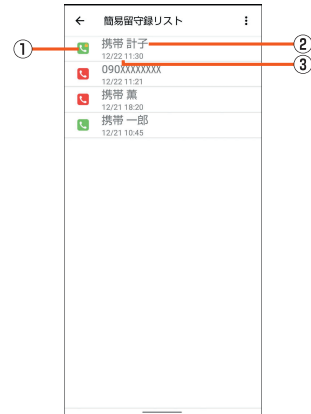 簡易留守録リスト
① 携帯 計子 ②
12/22 11:30 ③
090XXXXXXXX
12/22 11:21
携帯 薫
12/21 18:20
携帯 一郎
12/21 10:45